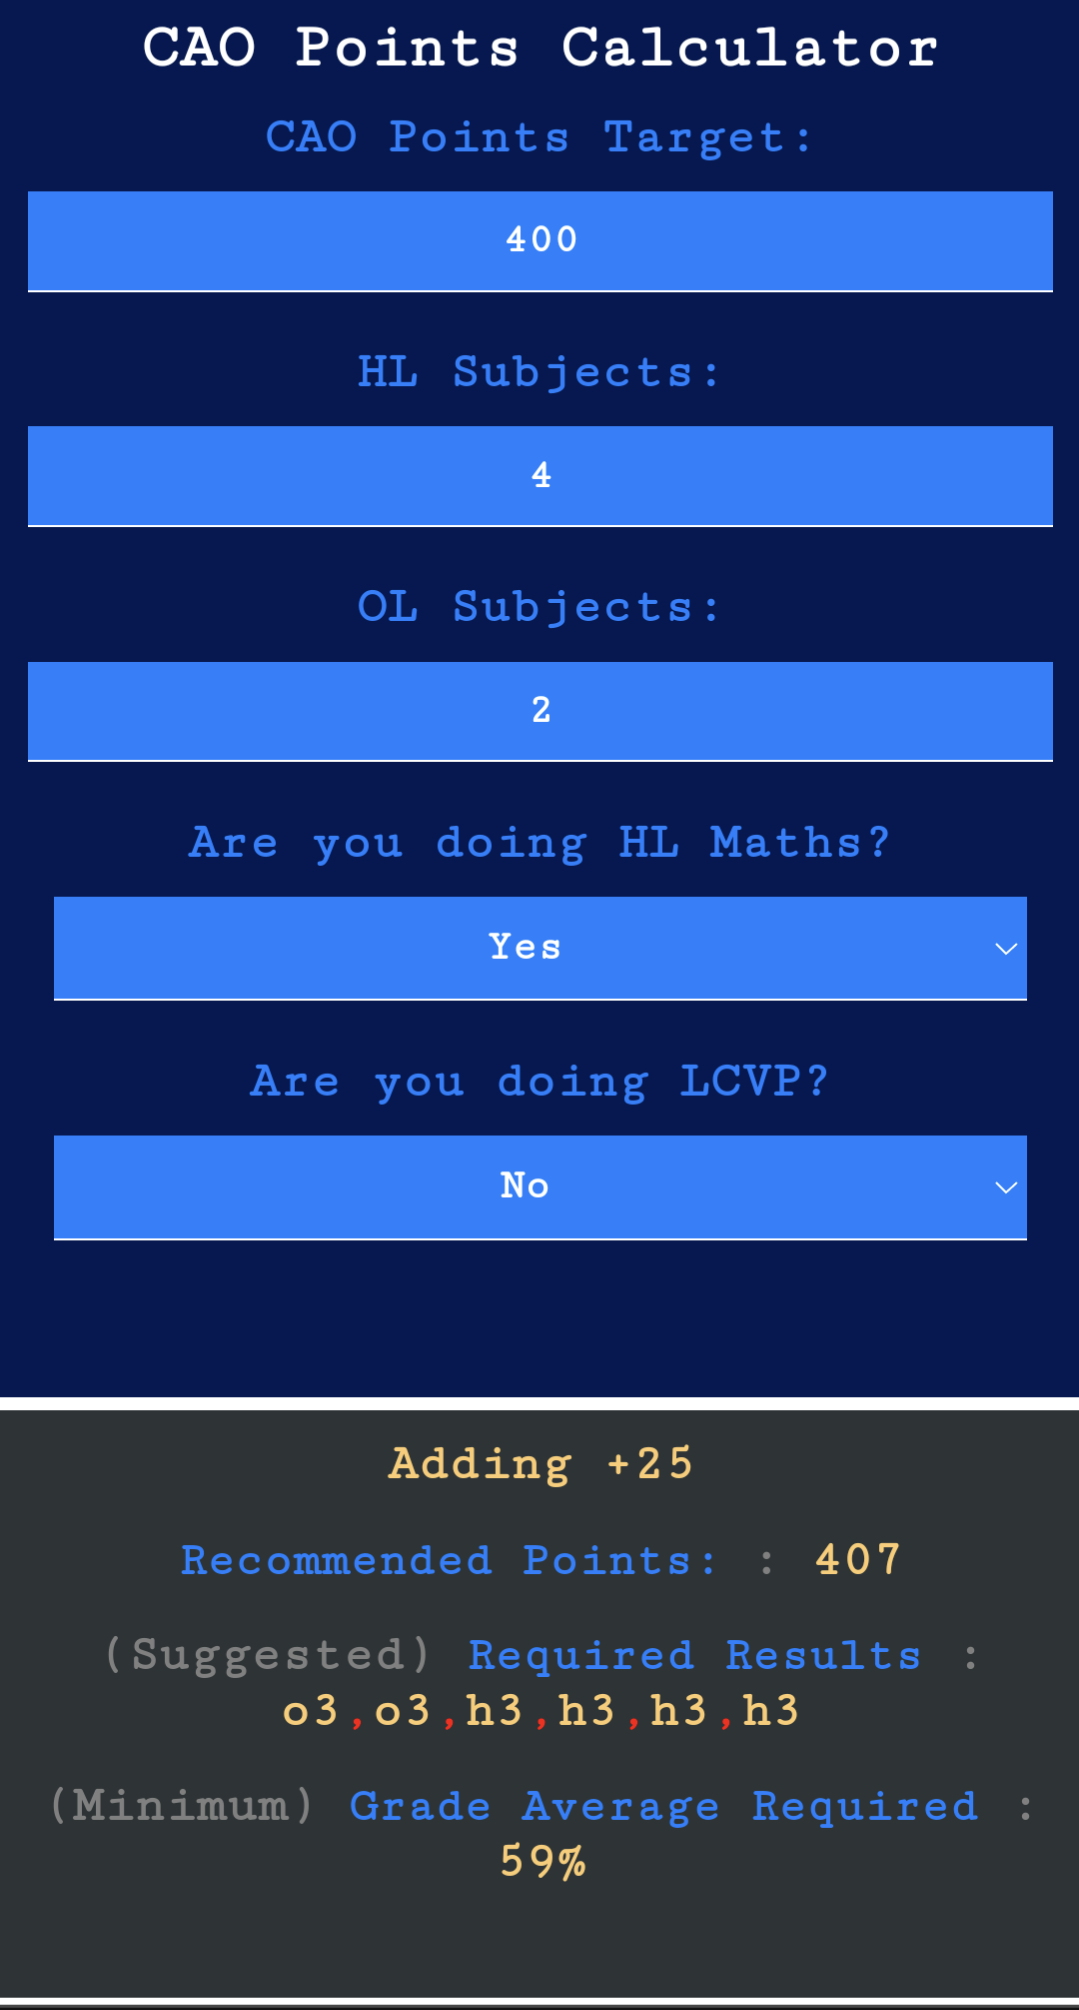 CAO Points Calculator
CAO Points Target:
400
HL Subjects:
4
OL Subjects:
2
Are you doing HL Maths?
Yes
Are you doing LCVP?
No
Adding +25
Recommended Points: : 407
(Suggested) Required Results :
o3,o3,h3,h3,h3,h3
(Minimum) Grade Average Required :
59%